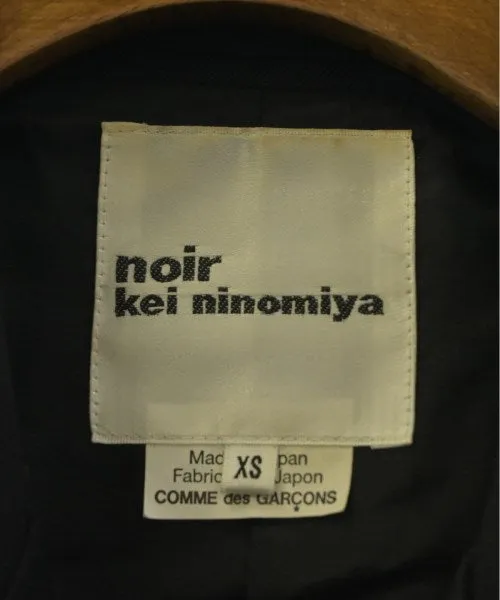 noir
kei ninomiya
XS
Mad pan
Fabric Japon
COMME des GARÇONS